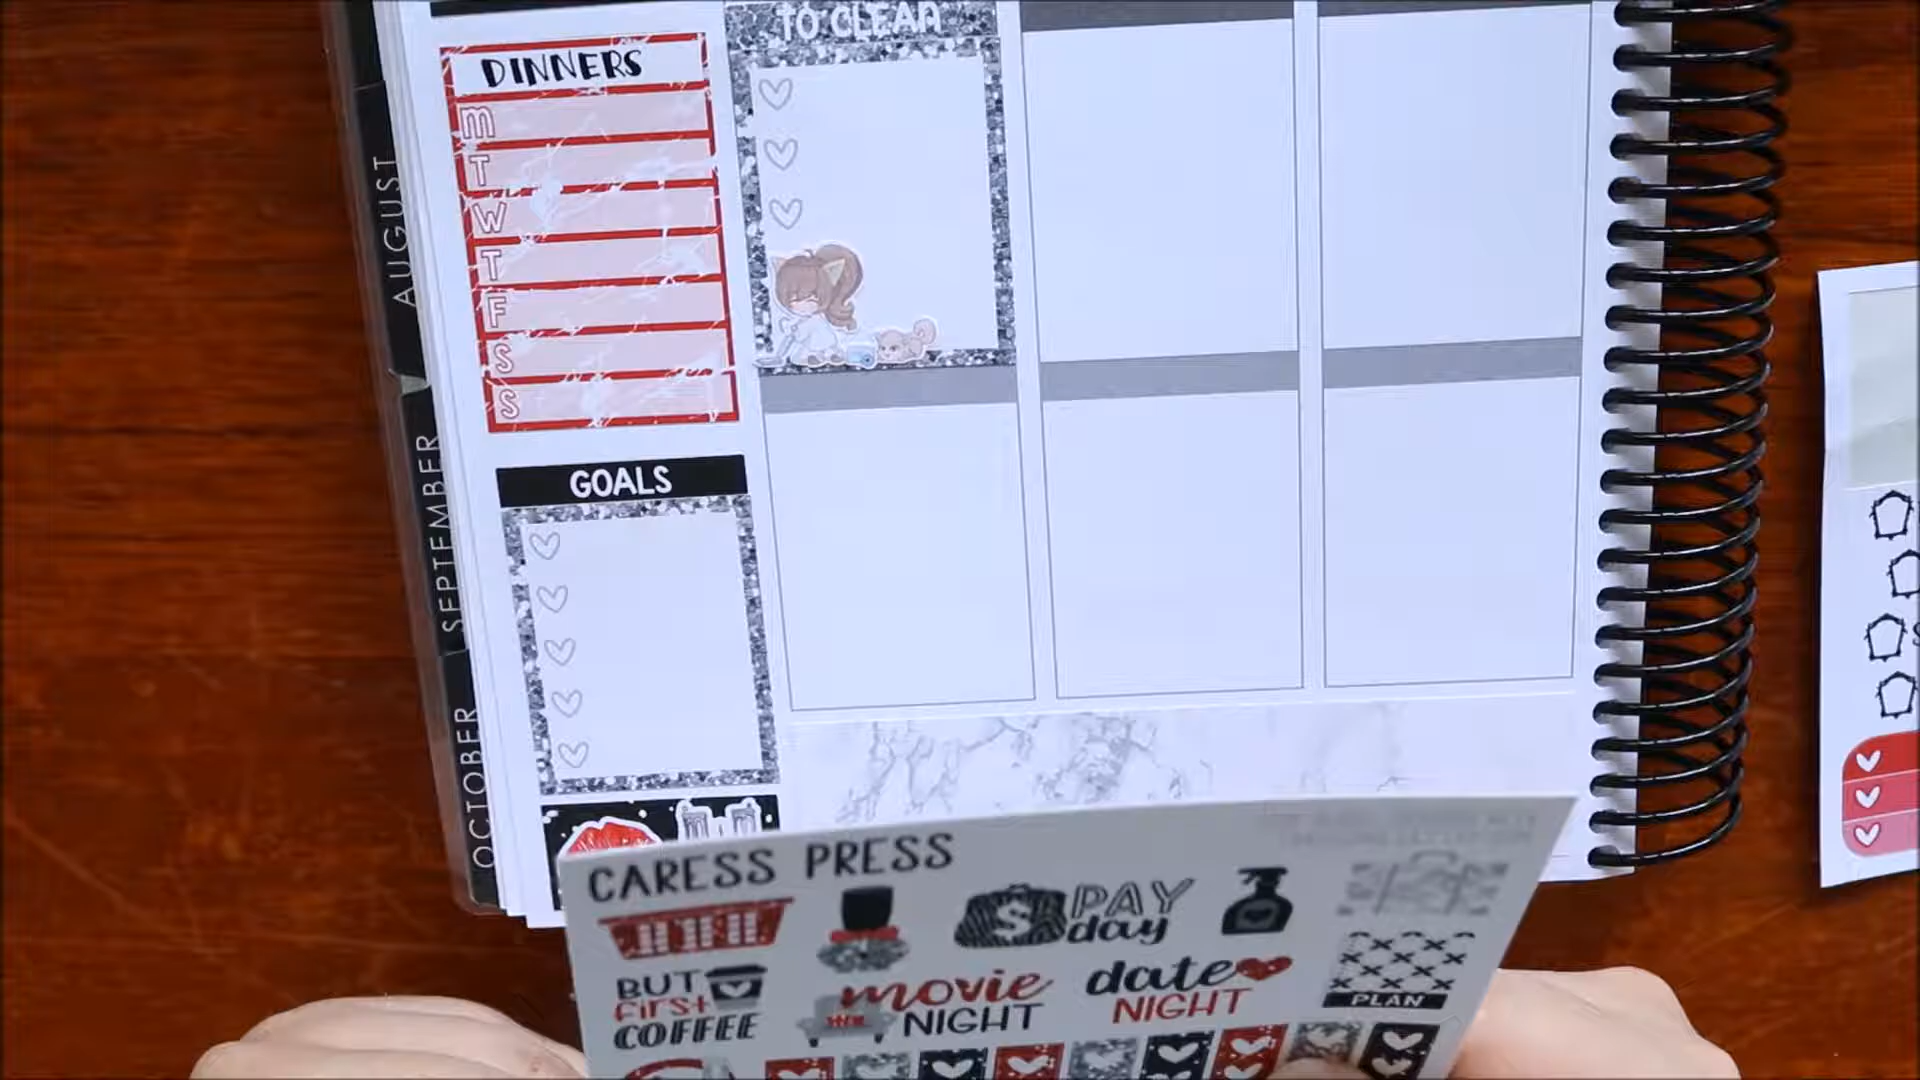 TO CLEAN
DINNERS
M
T
W
T
F
S
S
GOALS
AUGUST
SEPTEMBER
OCTOBER
CARESS PRESS
PAY
day
BUT
first
COFFEE
movie
NIGHT
date
NIGHT
PLAN